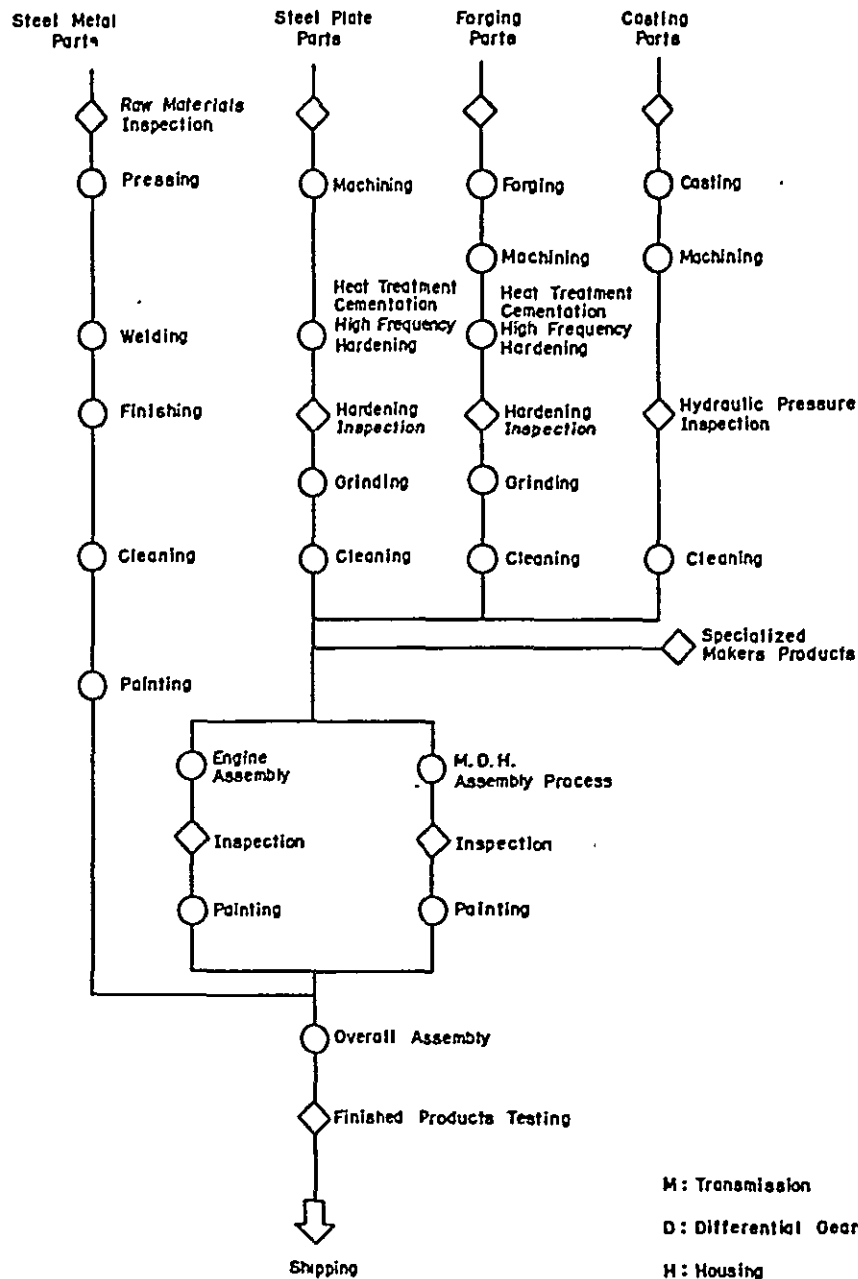 Steel Metal
Parts
Steel Plate
Parts
Forging
Parts
Casting
Parts
Raw Materials
Inspection
Pressing
Machining
Forging
Casting
Machining
Machining
Heat Treatment
Cementation
High Frequency
Hardening
Heat Treatment
Cementation
High Frequency
Hardening
Welding
Finishing
Hardening
Inspection
Hardening
Inspection
Hydraulic Pressure
Inspection
Grinding
Grinding
Cleaning
Cleaning
Cleaning
Cleaning
Specialized
Makers Products
Painting
Engine
Assembly
M.D.H.
Assembly Process
Inspection
Inspection
Painting
Painting
Overall Assembly
Finished Products Testing
Shipping
M: Transmission
D: Differential Gear
H: Housing